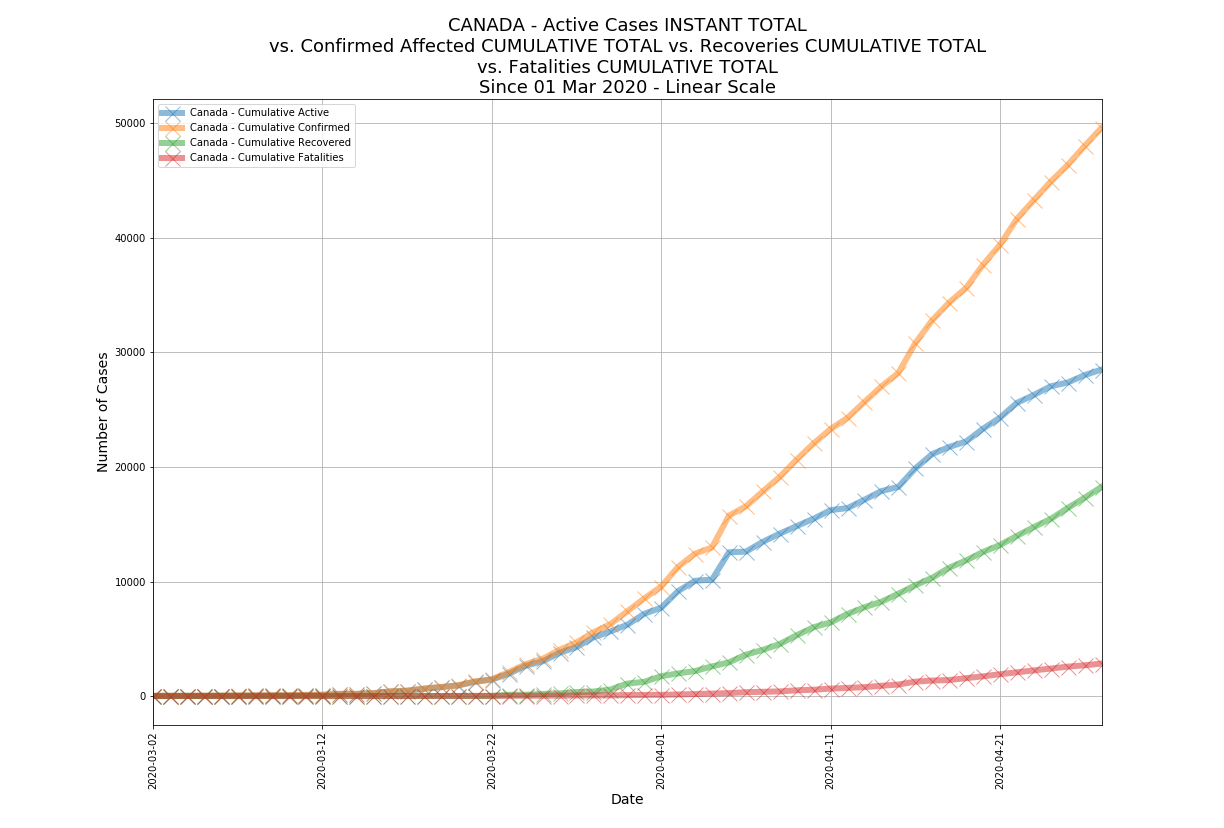 CANADA - Active Cases INSTANT TOTAL
vs. Confirmed Affected CUMULATIVE TOTAL vs. Recoveries CUMULATIVE TOTAL
vs. Fatalities CUMULATIVE TOTAL
Since 01 Mar 2020 - Linear Scale
Canada - Cumulative Active
Canada - Cumulative Confirmed
Canada - Cumulative Recovered
Canada - Cumulative Fatalities
Number of Cases
50000
40000
30000
20000
10000
0
2020-03-02
2020-03-12
2020-03-22
2020-04-01
2020-04-11
2020-04-21
Date